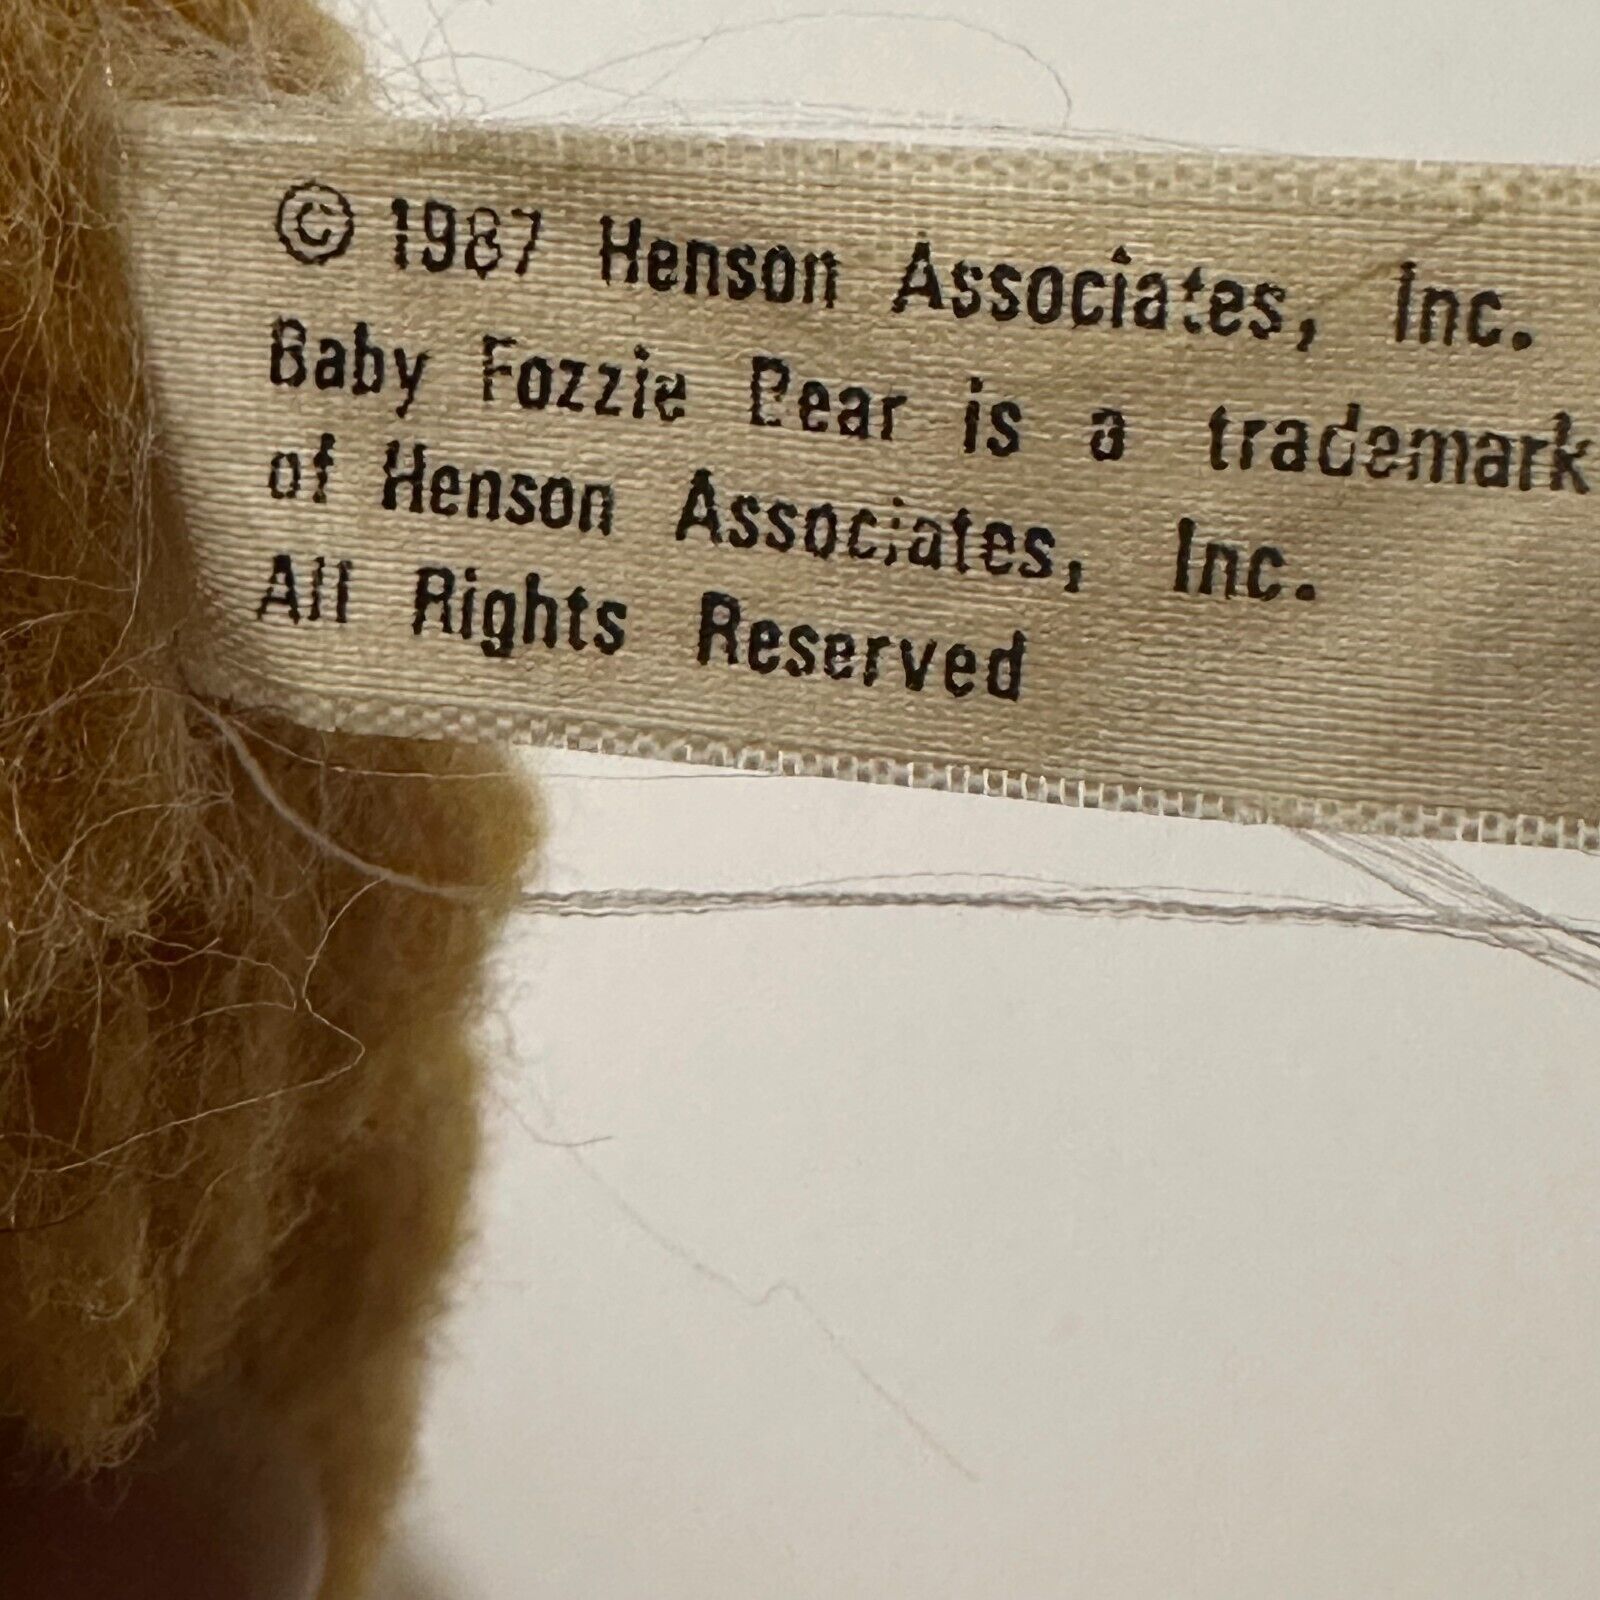 © 1987 Henson Associates, Inc.
Baby Fozzie Bear is a trademark
of Henson Associates, Inc.
All Rights Reserved